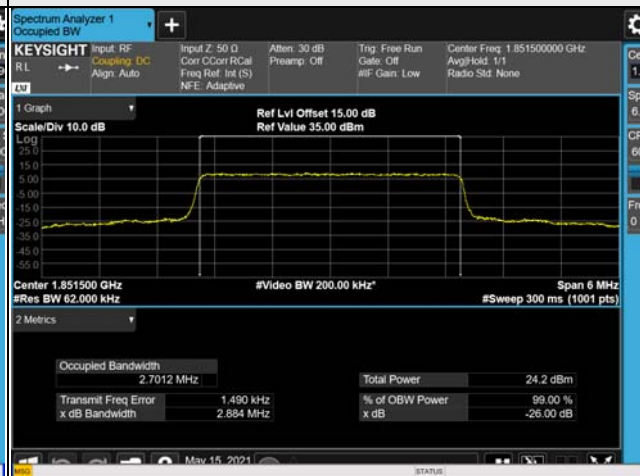 Spectrum Analyzer 1
Occupied BW
+
KEYSIGHT
R L
LXI
Input: RF
Coupling: DC
Align: Auto
Input Z: 50 Ω
Corr CCorr RCal
Freq Ref: Int (S)
NFE: Adaptive
Atten: 30 dB
Preamp: Off
Trig: Free Run
Gate: Off
#IF Gain: Low
Center Freq: 1.851500000 GHz
Avg|Hold: 1/1
Radio Std: None
1 Graph
Scale/Div 10.0 dB
Ref Lvl Offset 15.00 dB
Ref Value 35.00 dBm
Log
25.0
15.0
5.00
-5.00
-15.0
-25.0
-35.0
-45.0
-55.0
Center 1.851500 GHz
#Res BW 62.000 kHz
#Video BW 200.00 kHz*
Span 6 MHz
#Sweep 300 ms (1001 pts)
2 Metrics
Occupied Bandwidth
2.7012 MHz
Total Power 24.2 dBm
Transmit Freq Error 1.490 kHz
% of OBW Power 99.00 %
x dB Bandwidth 2.884 MHz
x dB -26.00 dB
May 15, 2021
MSG
STATUS